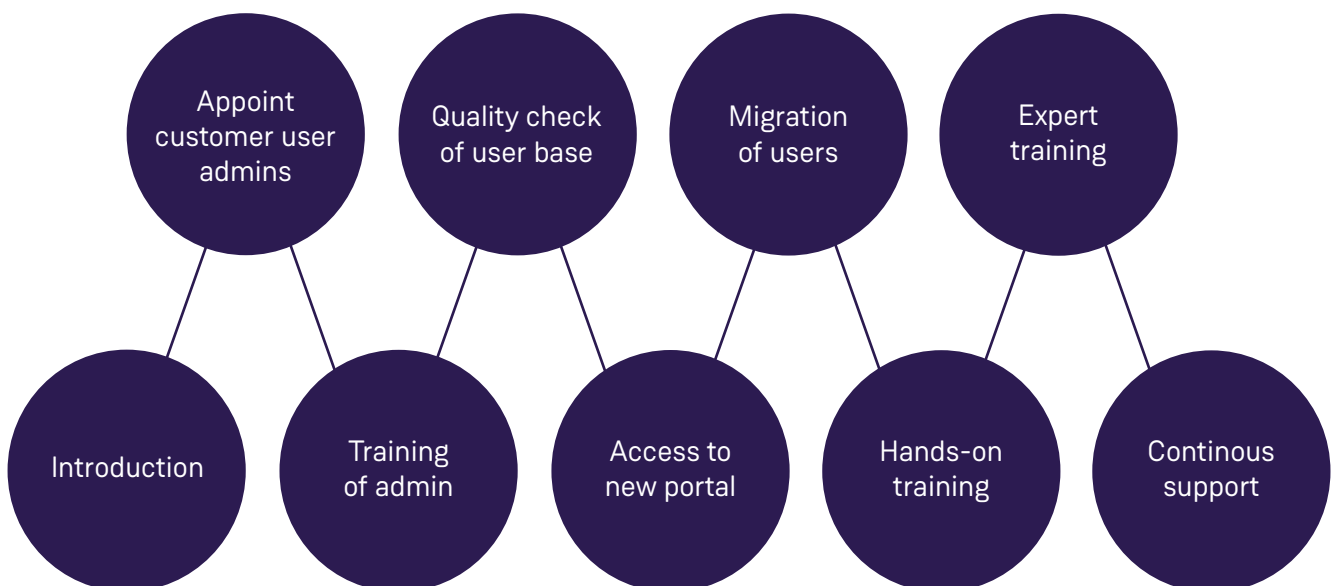 Introduction
Appoint
customer user
admins
Training
of admin
Quality check
of user base
Access to
new portal
Migration
of users
Hands-on
training
Expert
training
Continous
support